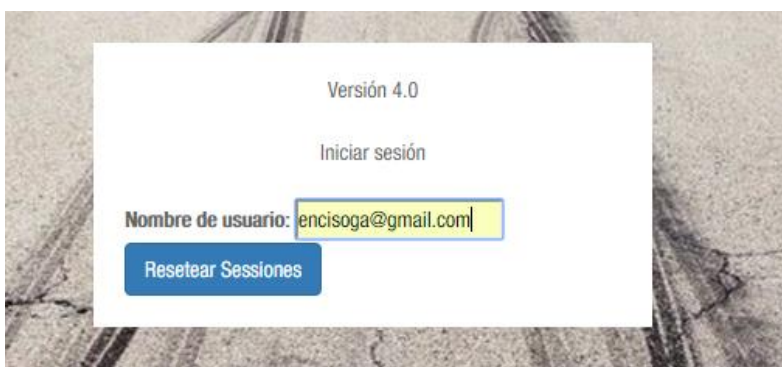 Versión 4.0
Iniciar sesión
Nombre de usuario: encisoga@gmail.com
Resetear Sessiones